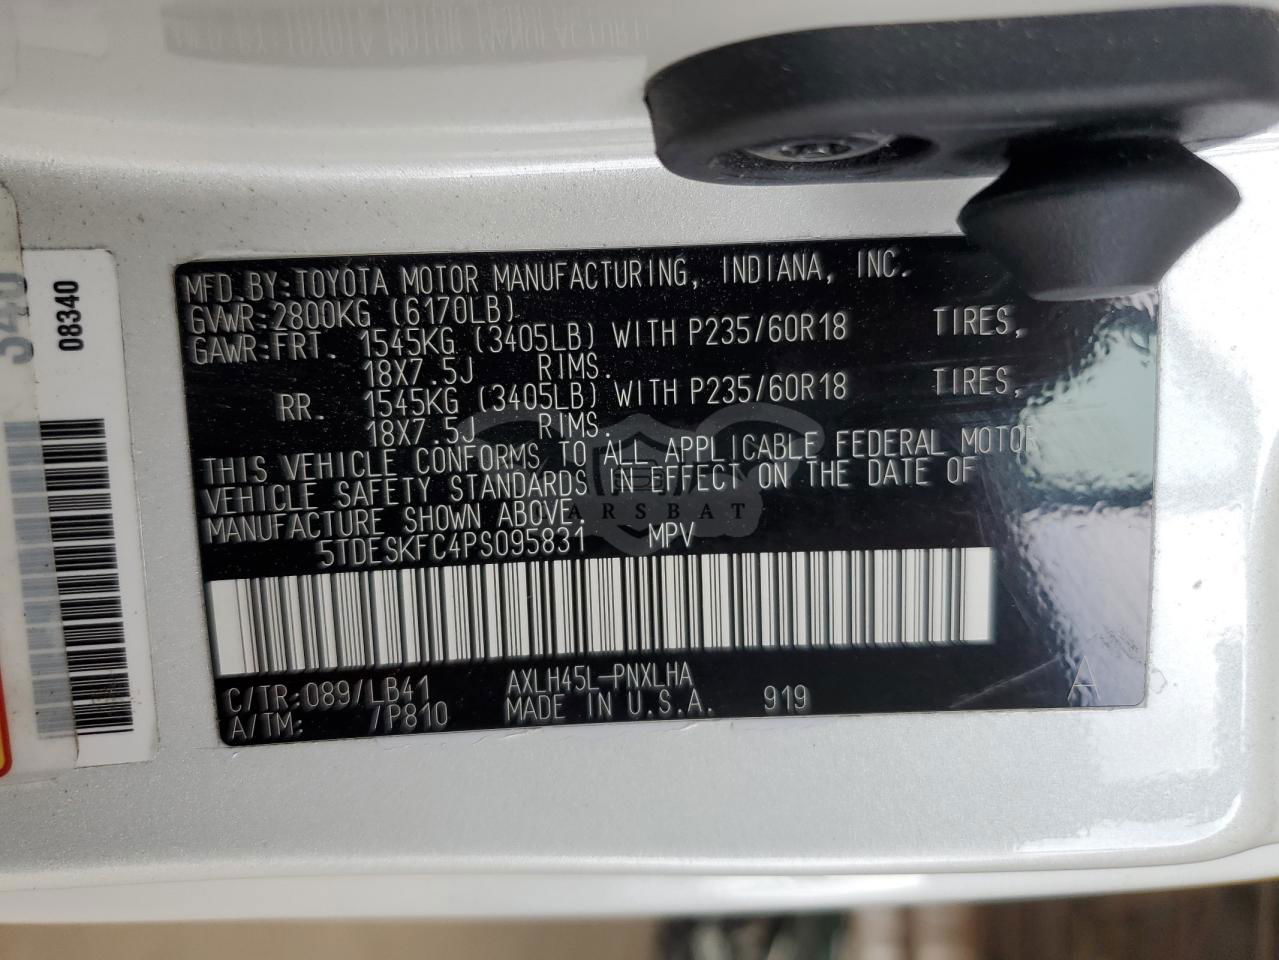 MFD.BY:TOYOTA MOTOR MANUFACTURING, INDIANA, INC.
GVWR:2800KG (6170LB)
GAWR:FRT. 1545KG (3405LB) WITH P235/60R18 TIRES,
18X7.5J RIMS.
RR. 1545KG (3405LB) WITH P235/60R18 TIRES,
18X7.5J RIMS.
THIS VEHICLE CONFORMS TO ALL APPLICABLE FEDERAL MOTOR
VEHICLE SAFETY STANDARDS IN EFFECT ON THE DATE OF
MANUFACTURE SHOWN ABOVE.
5TDESKFC4PS095831 MPV
C/TR:089/LB41 AXLH45L-PNXLHA
A/TM: /P810 MADE IN U.S.A. 919
A
08340
CARSBAT